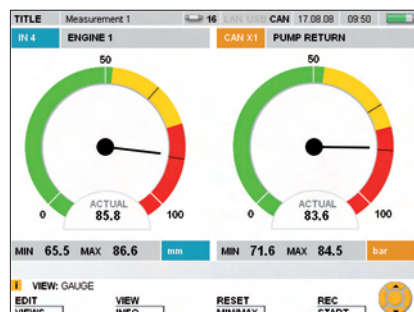 TITLE Measurement 1 16 LAN USB CAN 17.08.08 09:50
IN 4 ENGINE 1 CAN X1 PUMP RETURN
50 50
ACTUAL ACTUAL
0 85.8 100 0 83.6 100
MIN 65.5 MAX 86.6 mm MIN 71.6 MAX 84.5 bar
i VIEW: GAUGE
EDIT VIEW RESET REC
VIEWS INFO MIN/MAX START